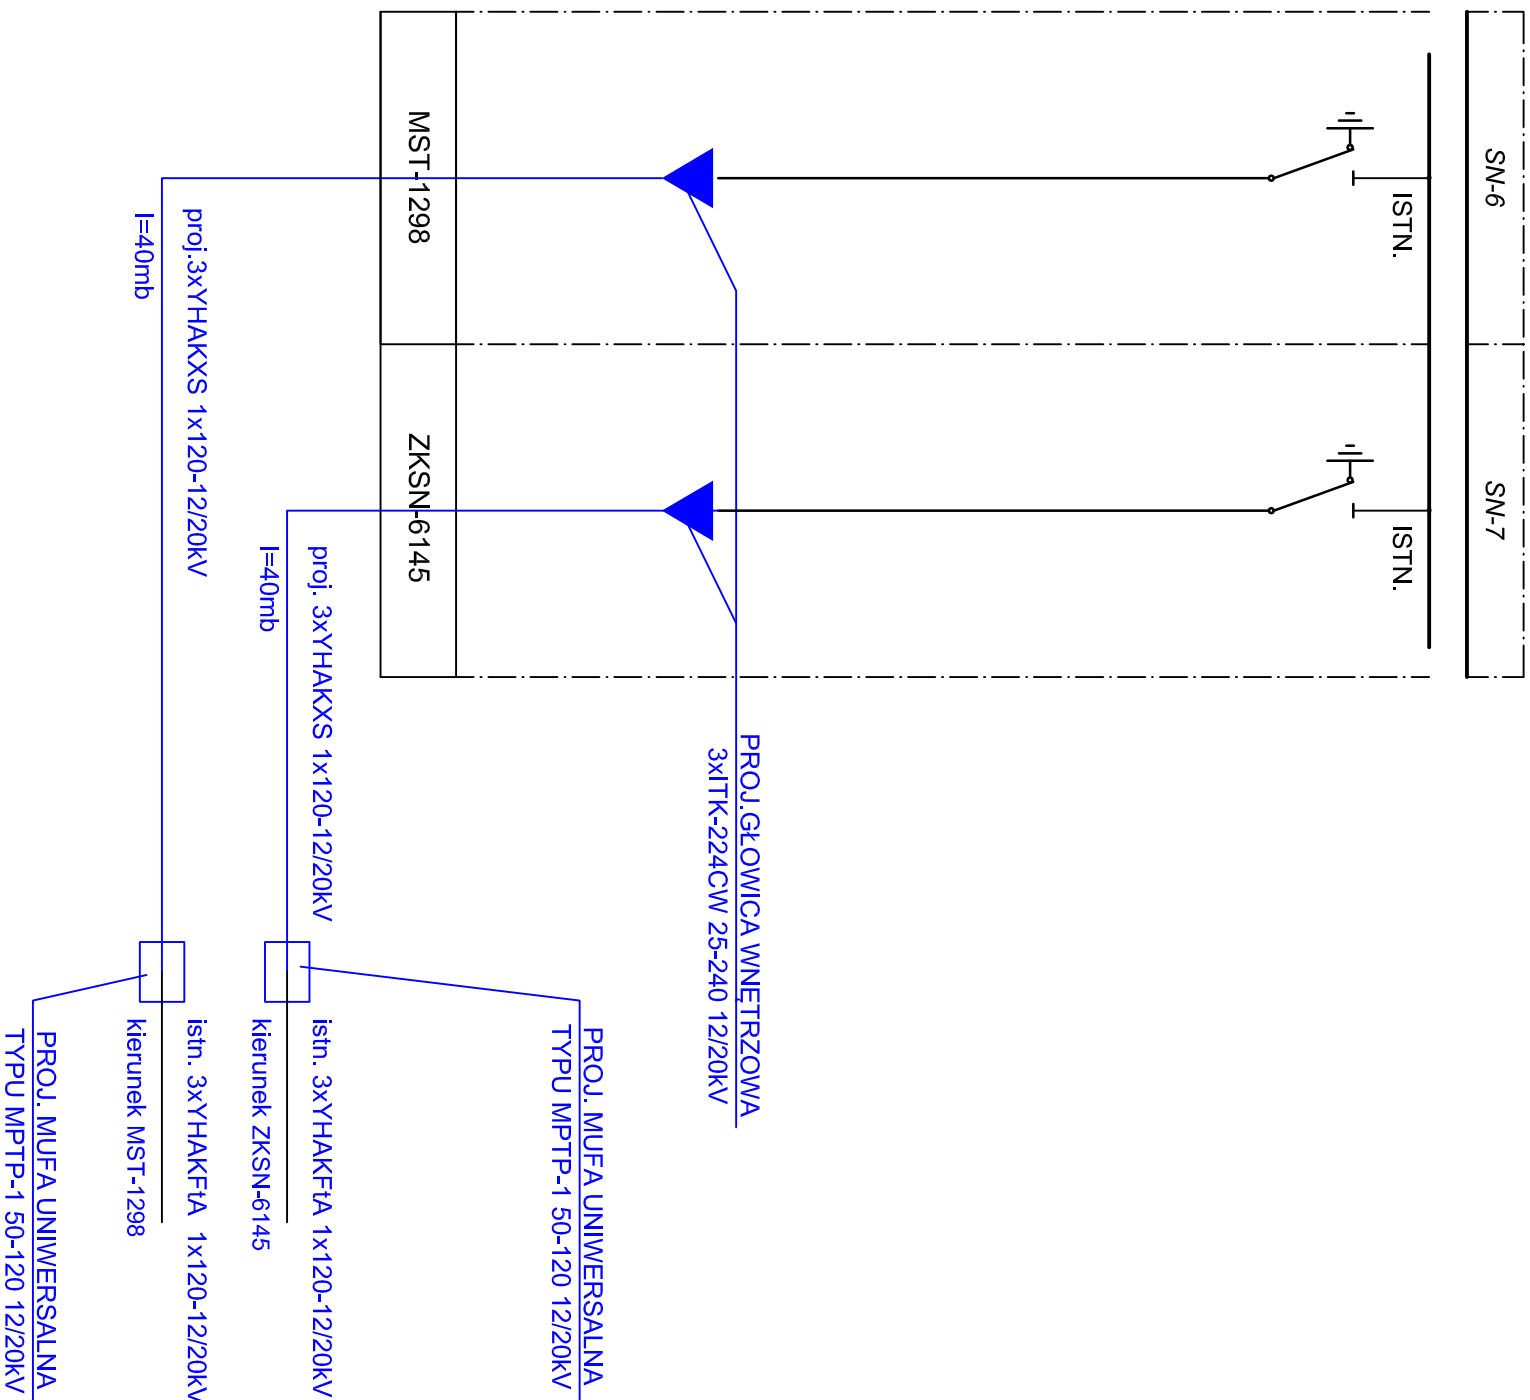 SN-6
SN-7
ISTN.
ISTN.
PROJ.GŁOWICA WNĘTRZOWA
3xITK-224CW 25-240 12/20kV
PROJ. MUFA UNIWERSALNA
TYPU MPTP-1 50-120 12/20kV
MST-1298
ZKSN-6145
proj. 3xYHAKXS 1x120-12/20kV
l=40mb
istn. 3xYHAKFtA 1x120-12/20kV
kierunek ZKSN-6145
proj.3xYHAKXS 1x120-12/20kV
l=40mb
istn. 3xYHAKFtA 1x120-12/20kV
kierunek MST-1298
PROJ. MUFA UNIWERSALNA
TYPU MPTP-1 50-120 12/20kV